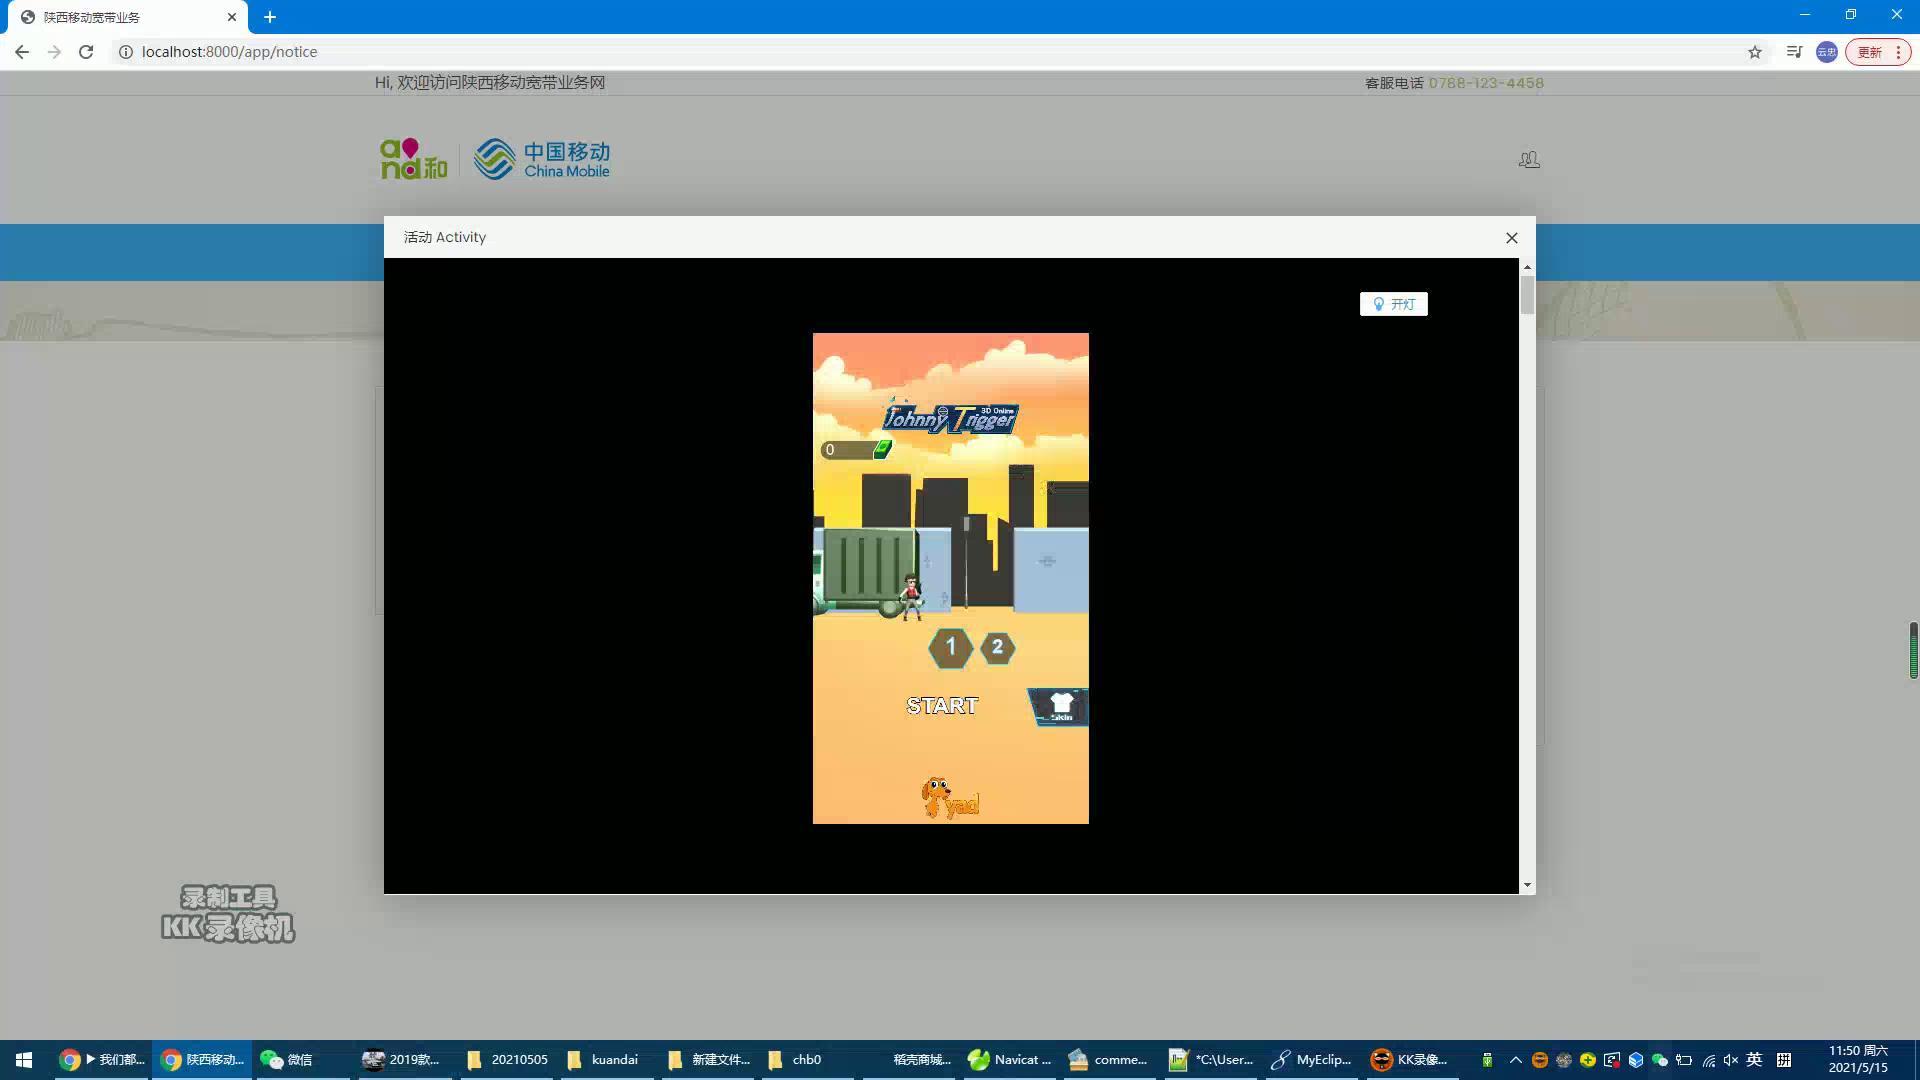 陕西移动宽带业务
localhost:8000/app/notice
云忠
更新
Hi, 欢迎访问陕西移动宽带业务网
客服电话 0788-123-4458
and和
中国移动
China Mobile
活动 Activity
开灯
Johnny Trigger
3D Online
0
1
2
START
Skin
yad
录制工具
KK 录像机
我们都...
陕西移动...
微信
2019款...
20210505
kuandai
新建文件...
chb0
稻壳商城...
Navicat ...
comme...
*C:\User...
MyEclip...
KK录像...
英
拼
11:50 周六
2021/5/15